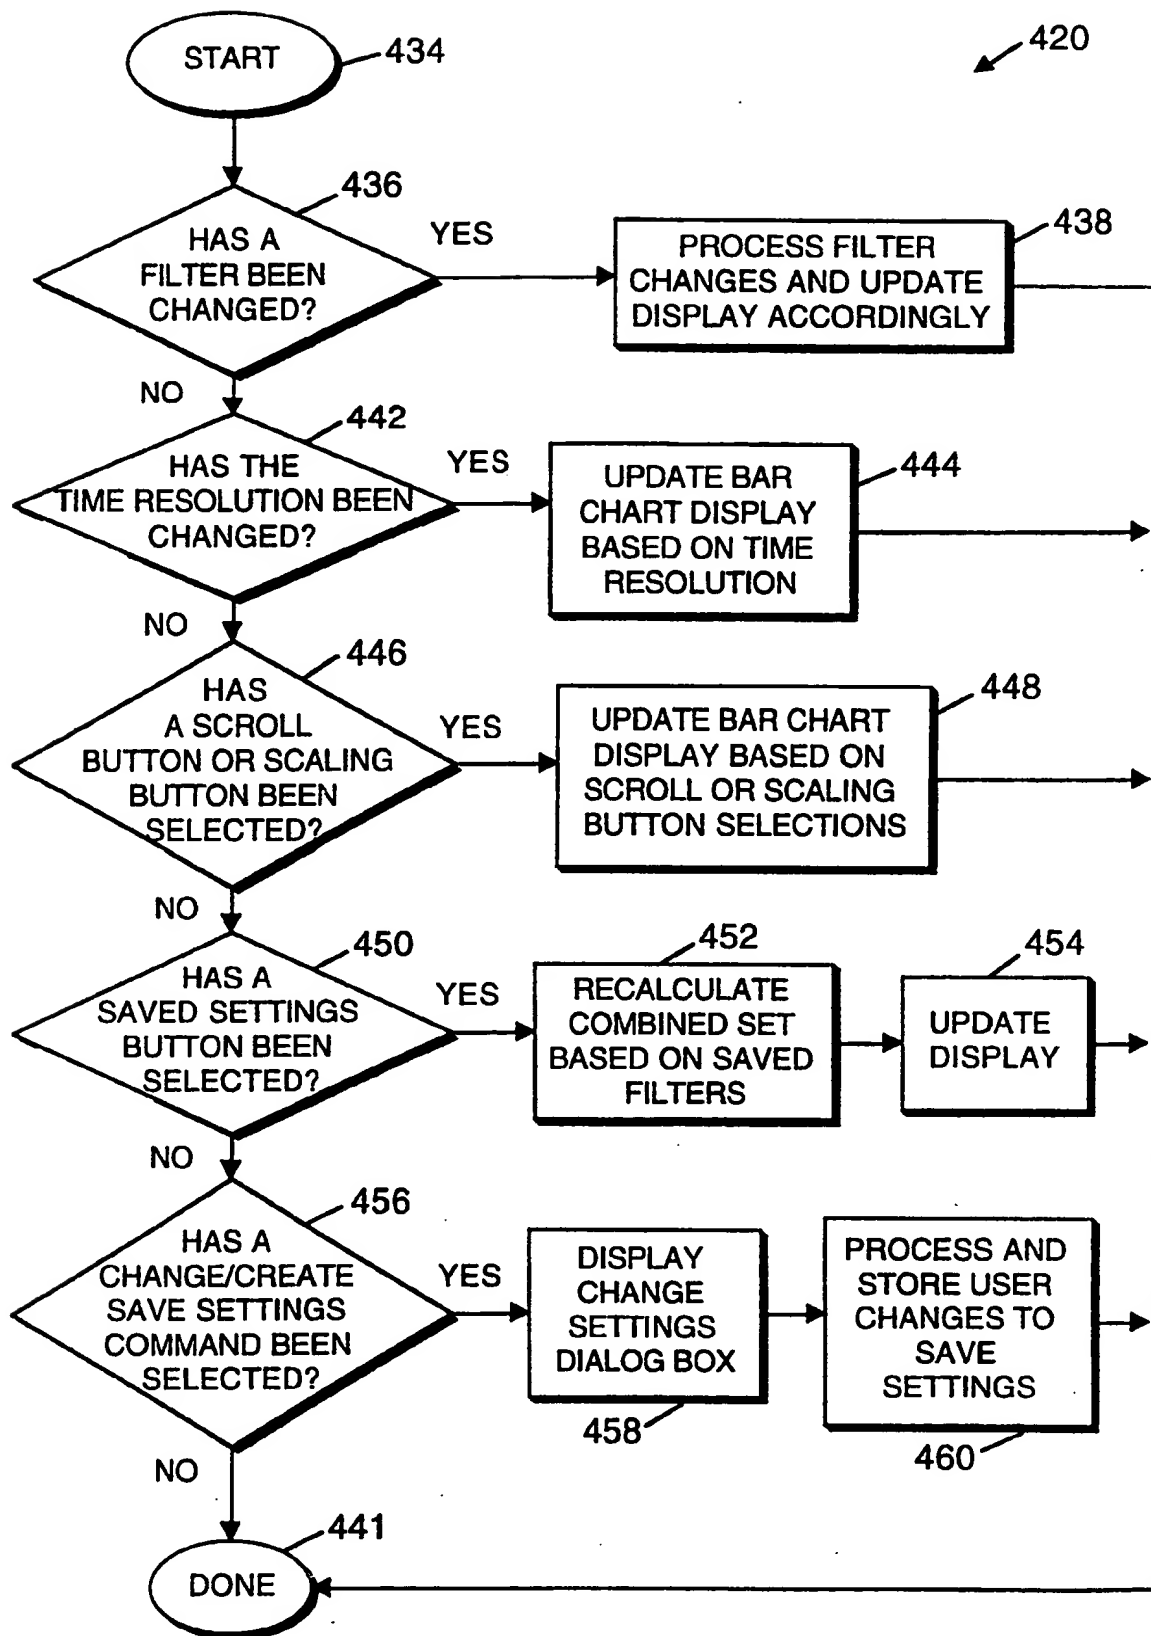 START
434
420
436
HAS A
FILTER BEEN
CHANGED?
YES
PROCESS FILTER
CHANGES AND UPDATE
DISPLAY ACCORDINGLY
438
NO
442
HAS THE
TIME RESOLUTION BEEN
CHANGED?
YES
UPDATE BAR
CHART DISPLAY
BASED ON TIME
RESOLUTION
444
NO
446
HAS
A SCROLL
BUTTON OR SCALING
BUTTON BEEN
SELECTED?
YES
UPDATE BAR CHART
DISPLAY BASED ON
SCROLL OR SCALING
BUTTON SELECTIONS
448
NO
450
HAS A
SAVED SETTINGS
BUTTON BEEN
SELECTED?
YES
452
RECALCULATE
COMBINED SET
BASED ON SAVED
FILTERS
454
UPDATE
DISPLAY
NO
456
HAS A
CHANGE/CREATE
SAVE SETTINGS
COMMAND BEEN
SELECTED?
YES
DISPLAY
CHANGE
SETTINGS
DIALOG BOX
458
PROCESS AND
STORE USER
CHANGES TO
SAVE
SETTINGS
460
NO
441
DONE